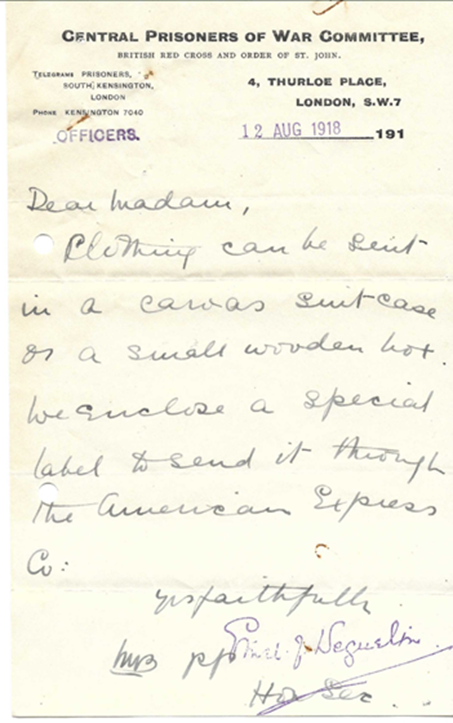 CENTRAL PRISONERS OF WAR COMMITTEE,
BRITISH RED CROSS AND ORDER OF ST. JOHN.
TELEGRAMS PRISONERS,
SOUTH, KENSINGTON,
LONDON
PHONE KENSINGTON 7040
OFFICERS.
4, THURLOE PLACE,
LONDON, S.W.7
12 AUG 1918 191
Dear Madam,
Clothing can be sent
in a canvas suitcase
or a small wooden box.
We enclose a special
label to send it through
the American Express
Co:
Yrs faithfully
pp J. Deguelin
Hon Sec